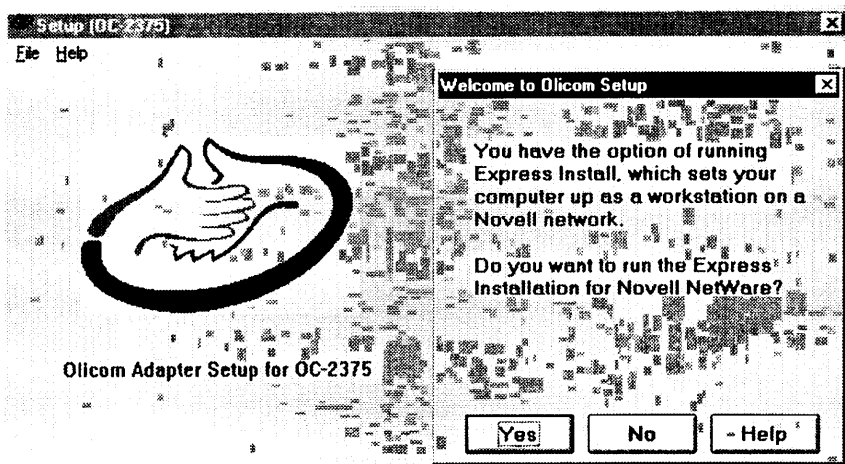 Setup (OC-2375)
File Help
Welcome to Olicom Setup
You have the option of running
Express Install, which sets your
computer up as a workstation on a
Novell network.
Do you want to run the Express
Installation for Novell NetWare?
Olicom Adapter Setup for OC-2375
Yes No Help